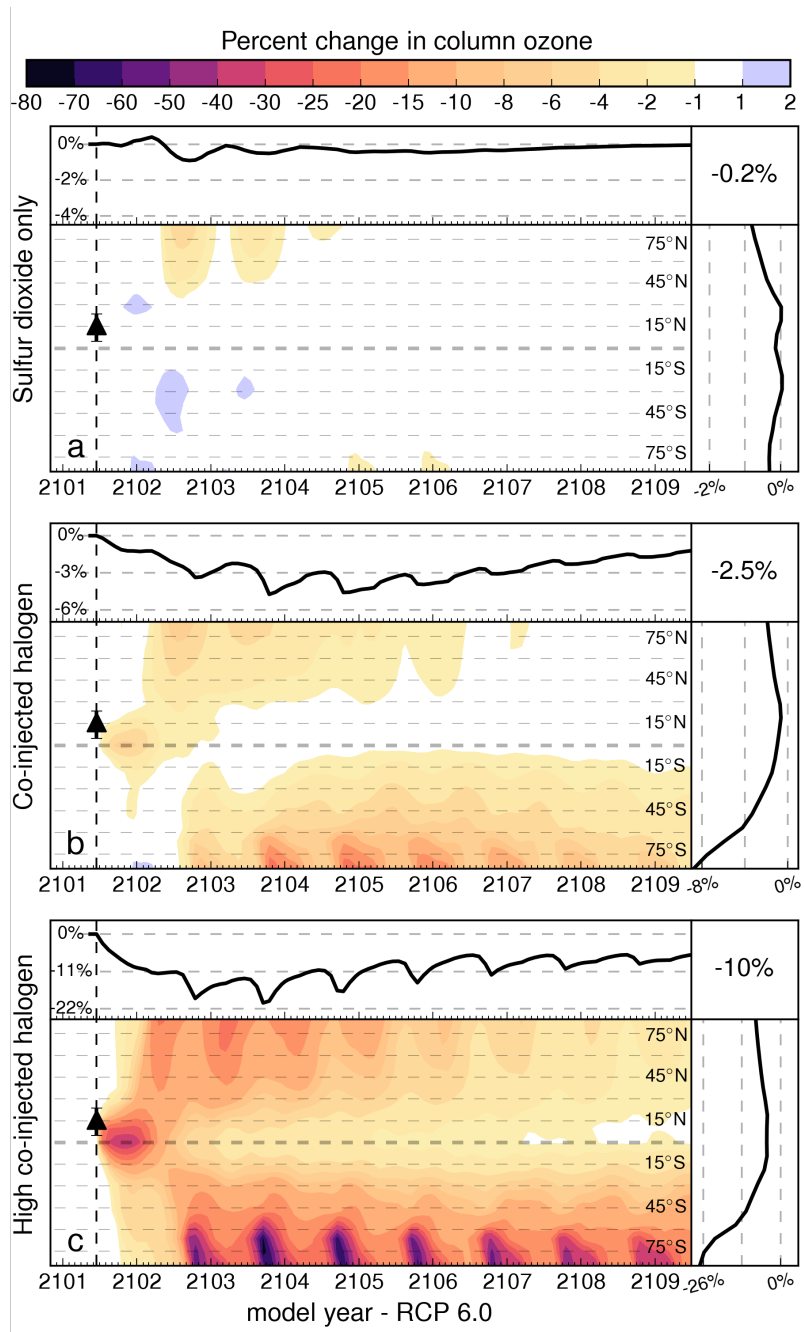 Percent change in column ozone
-80 -70 -60 -50 -40 -30 -25 -20 -15 -10 -8 -6 -4 -2 -1 1 2
Sulfur dioxide only
0%
-2%
-4%
-0.2%
75°N
45°N
15°N
15°S
45°S
75°S
a
2101 2102 2103 2104 2105 2106 2107 2108 2109
-2% 0%
Co-injected halogen
0%
-3%
-6%
-2.5%
75°N
45°N
15°N
15°S
45°S
75°S
b
2101 2102 2103 2104 2105 2106 2107 2108 2109
-8% 0%
High co-injected halogen
0%
-11%
-22%
-10%
75°N
45°N
15°N
15°S
45°S
75°S
c
2101 2102 2103 2104 2105 2106 2107 2108 2109
-26% 0%
model year - RCP 6.0